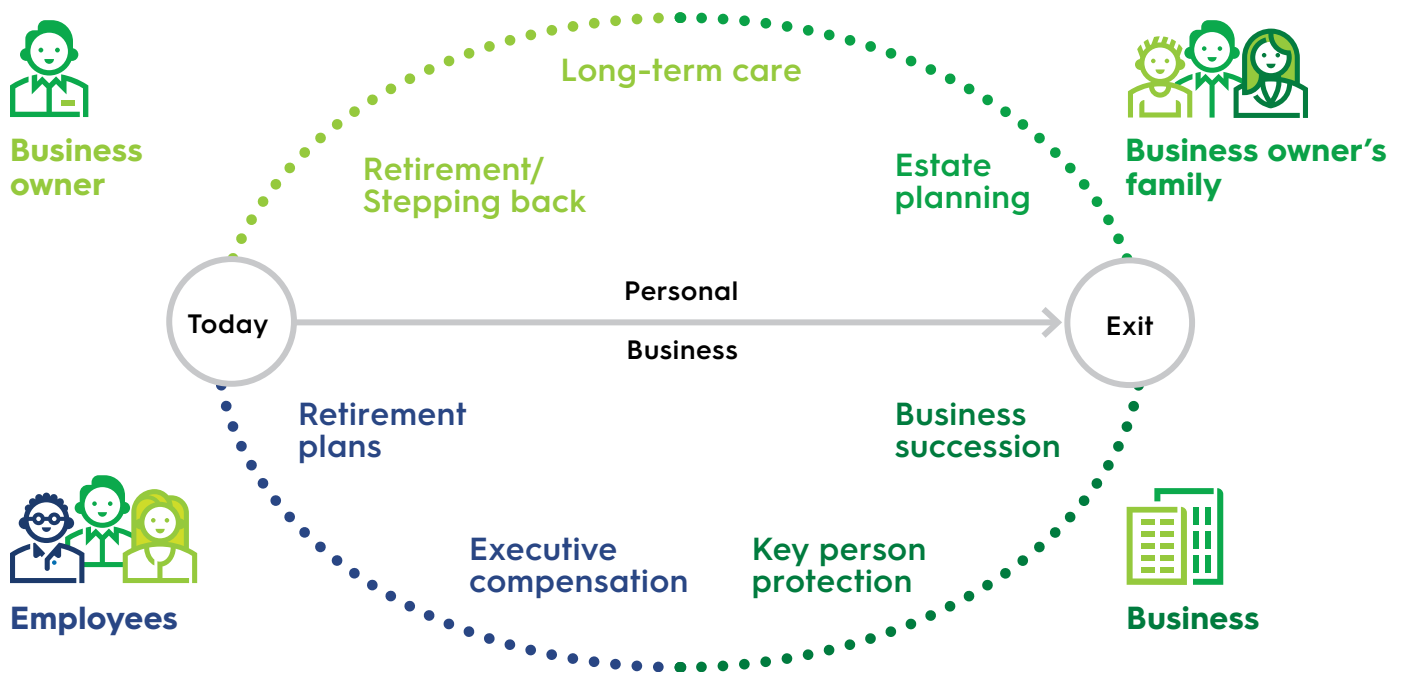 Long-term care
Business
owner
Retirement/
Stepping back
Estate
planning
Business owner’s
family
Today
Personal
Business
Exit
Retirement
plans
Business
succession
Executive
compensation
Key person
protection
Employees
Business